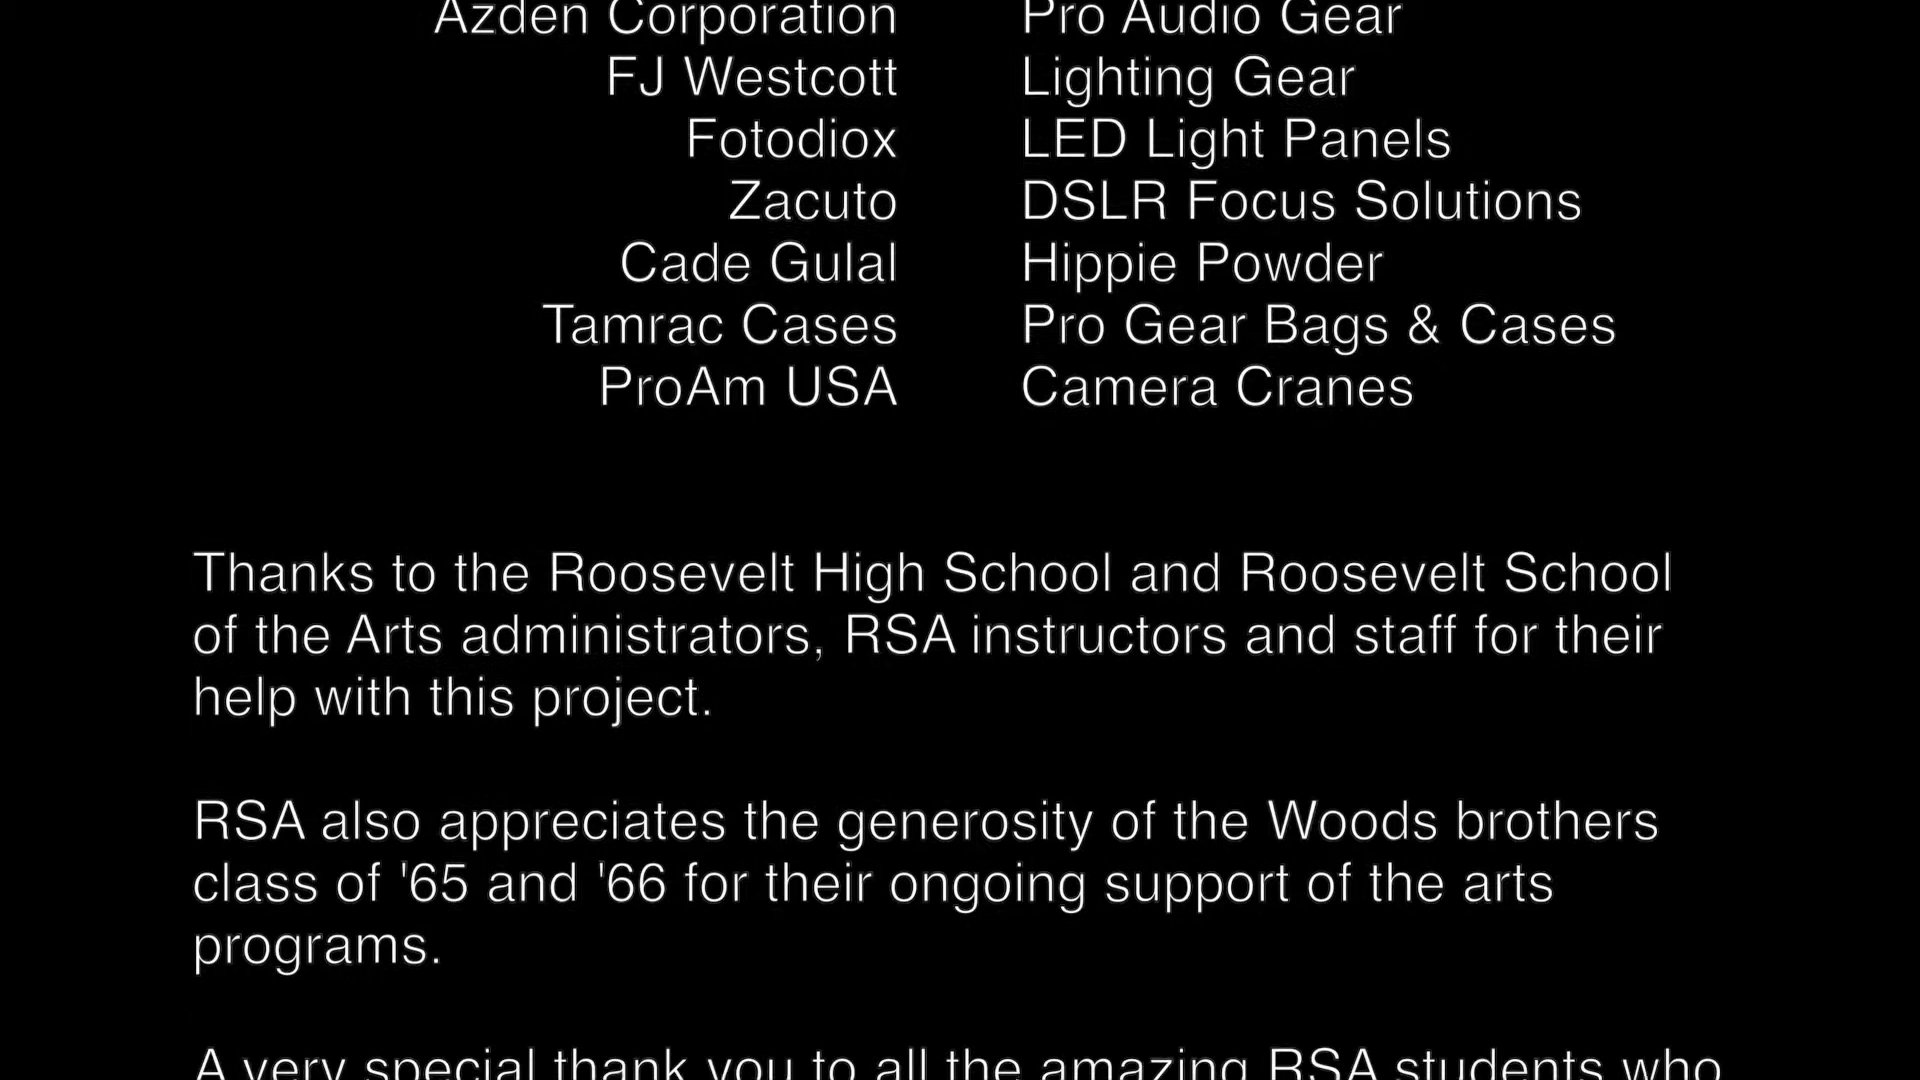 Azden Corporation Pro Audio Gear
FJ Westcott Lighting Gear
Fotodiox LED Light Panels
Zacuto DSLR Focus Solutions
Cade Gulal Hippie Powder
Tamrac Cases Pro Gear Bags & Cases
ProAm USA Camera Cranes
Thanks to the Roosevelt High School and Roosevelt School
of the Arts administrators, RSA instructors and staff for their
help with this project.
RSA also appreciates the generosity of the Woods brothers
class of '65 and '66 for their ongoing support of the arts
programs.
A very special thank you to all the amazing RSA students who